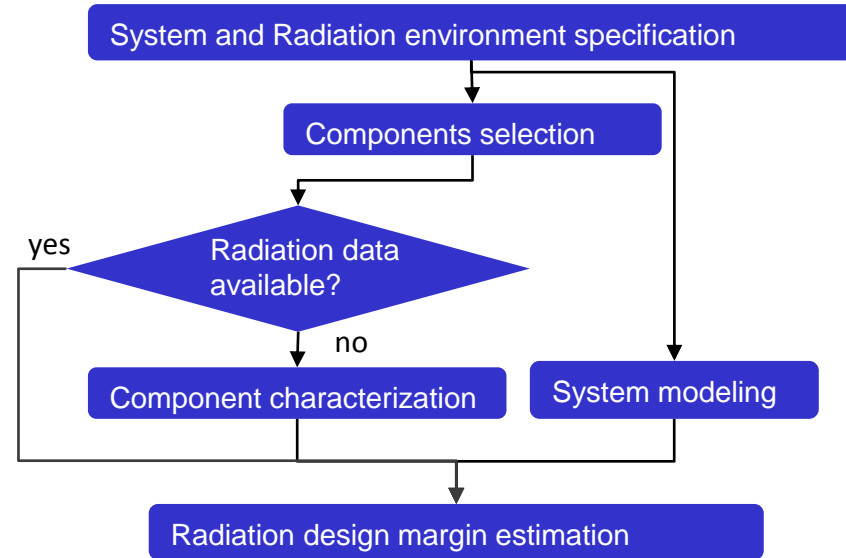 System and Radiation environment specification
Components selection
yes
Radiation data
available?
no
Component characterization
System modeling
Radiation design margin estimation